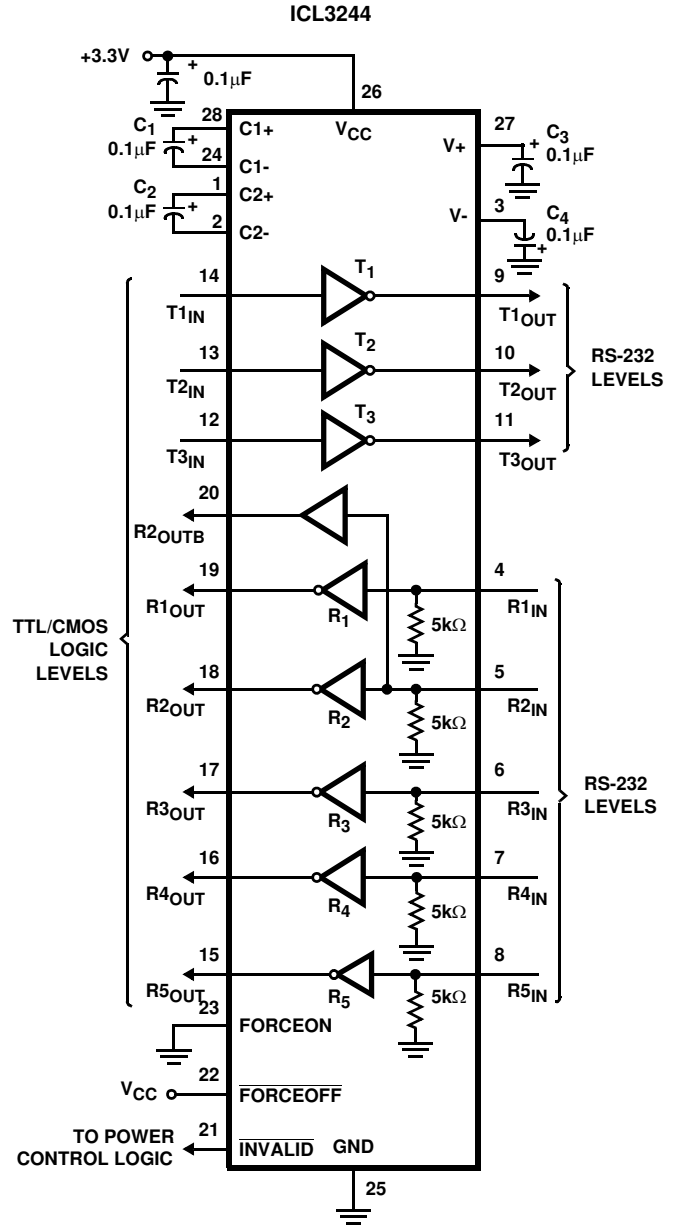 ICL3244
+3.3V
+
0.1μF
26
28
C1
0.1μF
+
24
C1+
C1-
VCC
V+
27
+
C3
0.1μF
1
C2
0.1μF
+
2
C2+
C2-
V-
3
C4
0.1μF
+
14
T1IN
T1
9
T1OUT
13
T2IN
T2
10
T2OUT
RS-232
LEVELS
12
T3IN
T3
11
T3OUT
20
R2OUTB
19
R1OUT
R1
5kΩ
4
R1IN
TTL/CMOS
LOGIC
LEVELS
18
R2OUT
R2
5kΩ
5
R2IN
17
R3OUT
R3
5kΩ
6
R3IN
RS-232
LEVELS
16
R4OUT
R4
5kΩ
7
R4IN
15
R5OUT
R5
5kΩ
8
R5IN
23
FORCEON
22
VCC
FORCEOFF
21
TO POWER
CONTROL LOGIC
INVALID
GND
25